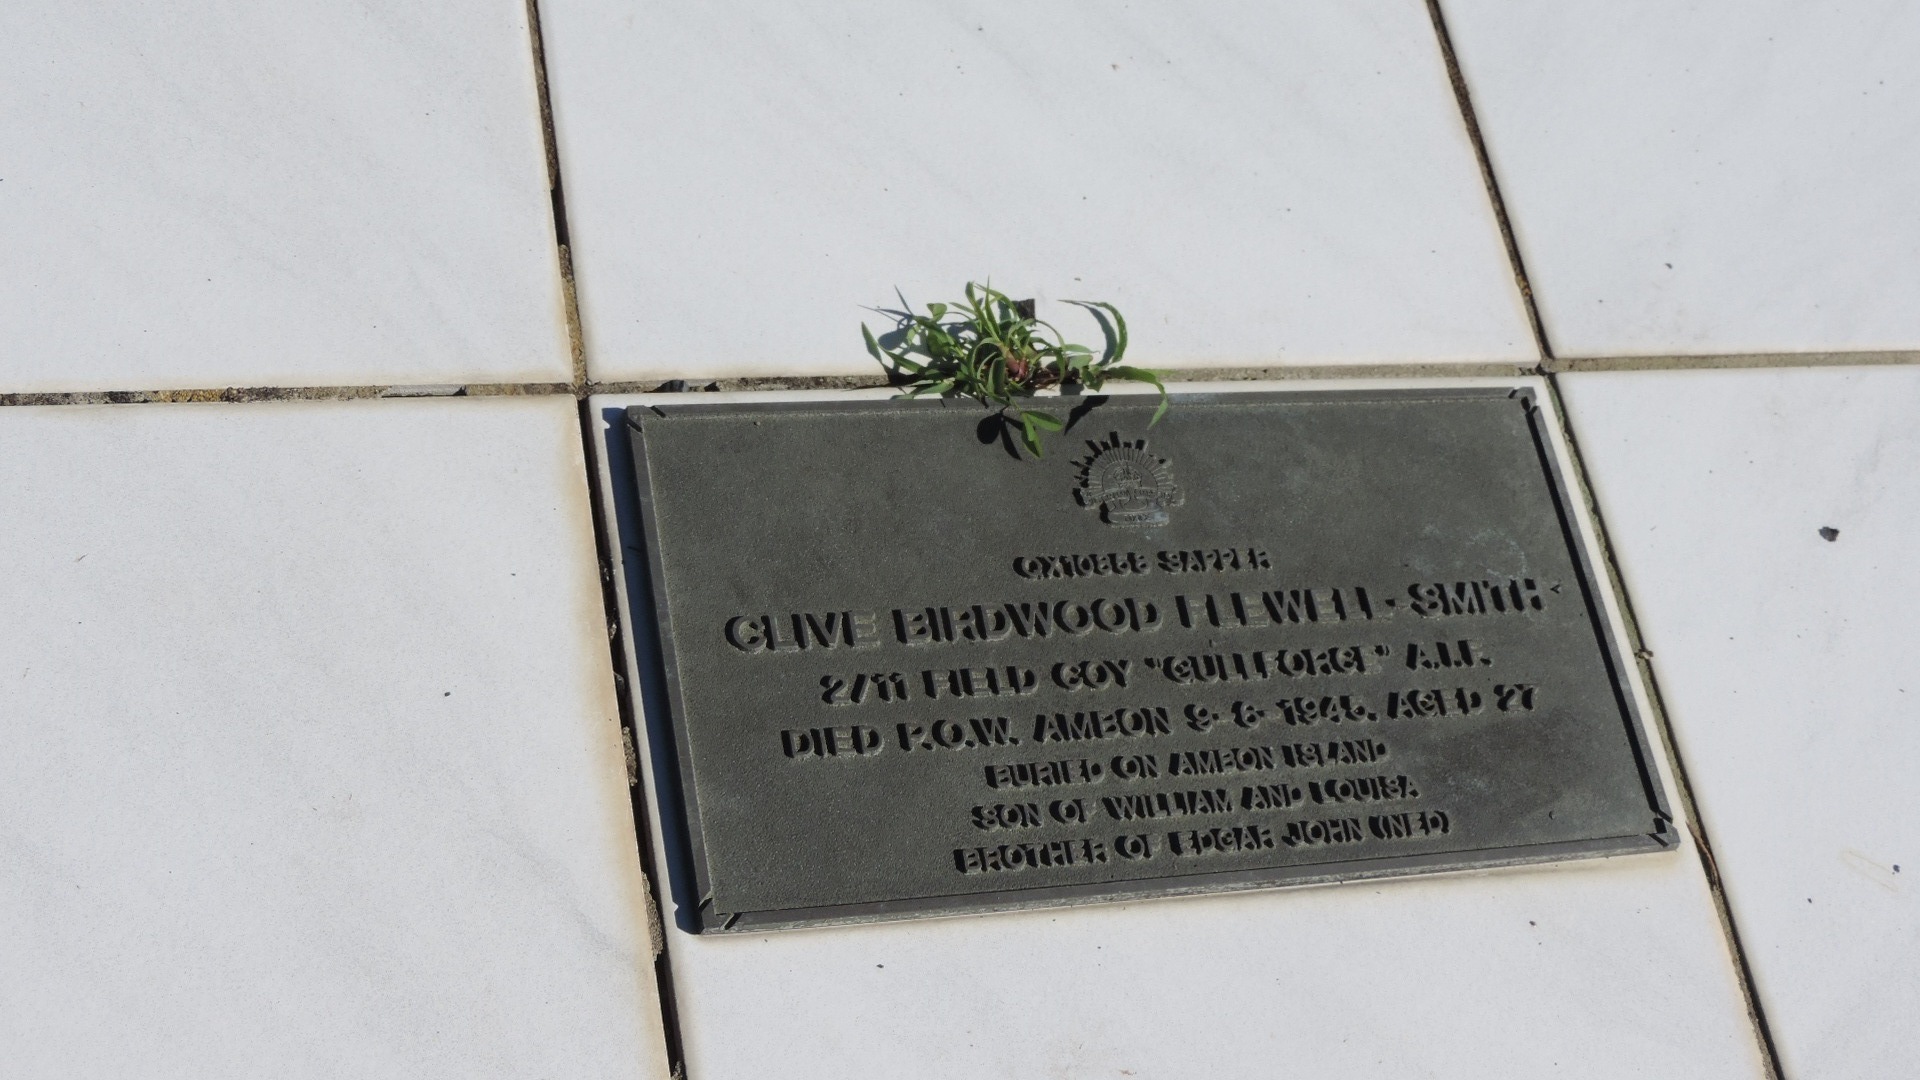 QX10868 SAPPER
CLIVE BIRDWOOD FLEWELL-SMITH
2/11 FIELD COY "GULLFORCE" A.I.F.
DIED P.O.W. AMBON 9-6-1945. AGED 27
BURIED ON AMBON ISLAND
SON OF WILLIAM AND LOUISA
BROTHER OF EDGAR JOHN (NED)